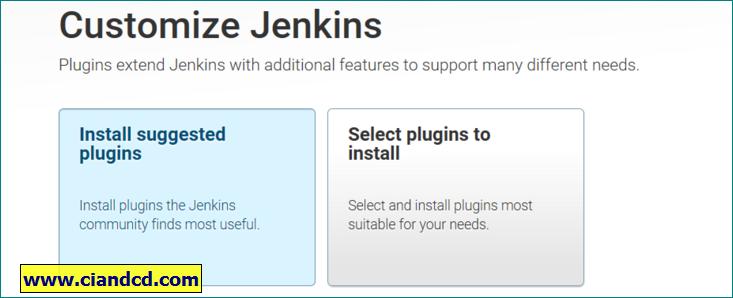 Customize Jenkins
Plugins extend Jenkins with additional features to support many different needs.
Install suggested
plugins
Install plugins the Jenkins
community finds most useful.
Select plugins to
install
Select and install plugins most
suitable for your needs.
www.ciandcd.com